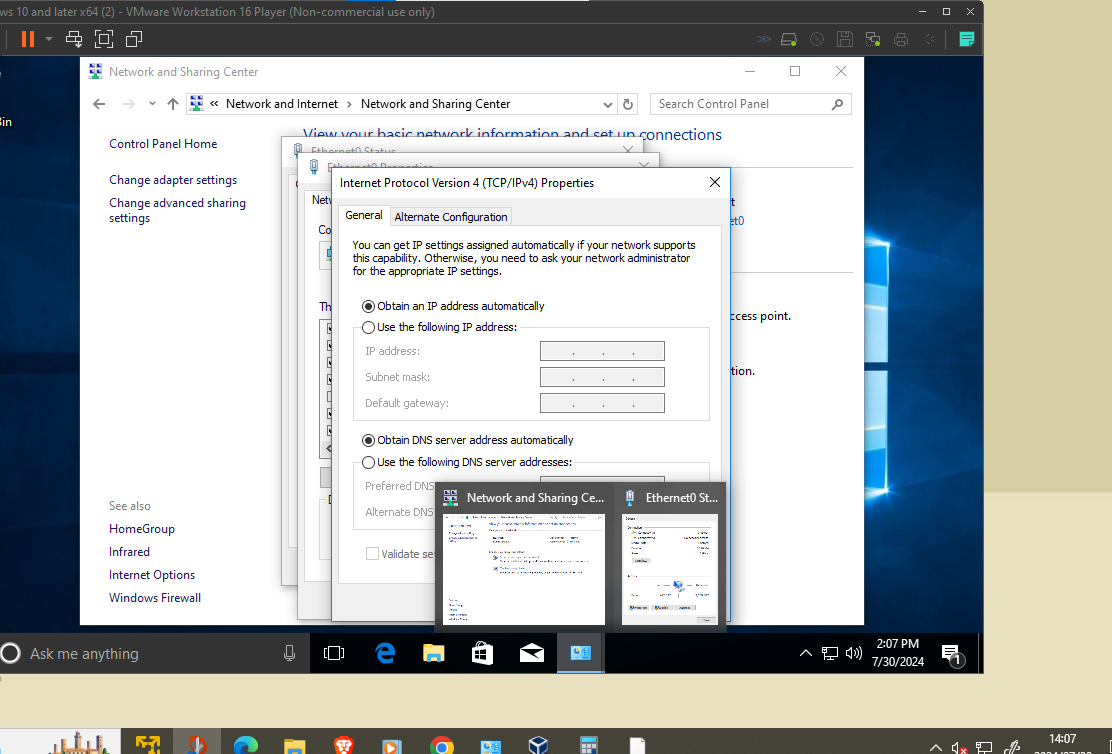 ws 10 and later x64 (2) - VMware Workstation 16 Player (Non-commercial use only)
Network and Sharing Center
« Network and Internet › Network and Sharing Center
Search Control Panel
Control Panel Home
Change adapter settings
Change advanced sharing
settings
View your basic network information and set up connections
Ethernet0 Status
Ethernet0 Properties
Internet Protocol Version 4 (TCP/IPv4) Properties
General
Alternate Configuration
You can get IP settings assigned automatically if your network supports
this capability. Otherwise, you need to ask your network administrator
for the appropriate IP settings.
Obtain an IP address automatically
Use the following IP address:
IP address:
Subnet mask:
Default gateway:
Obtain DNS server address automatically
Use the following DNS server addresses:
Preferred DNS
Alternate DNS
Validate se
Netw
Co
Th
et0
ccess point.
tion.
See also
HomeGroup
Infrared
Internet Options
Windows Firewall
Network and Sharing Ce...
Ethernet0 St...
Ask me anything
2:07 PM
7/30/2024
1
14:07